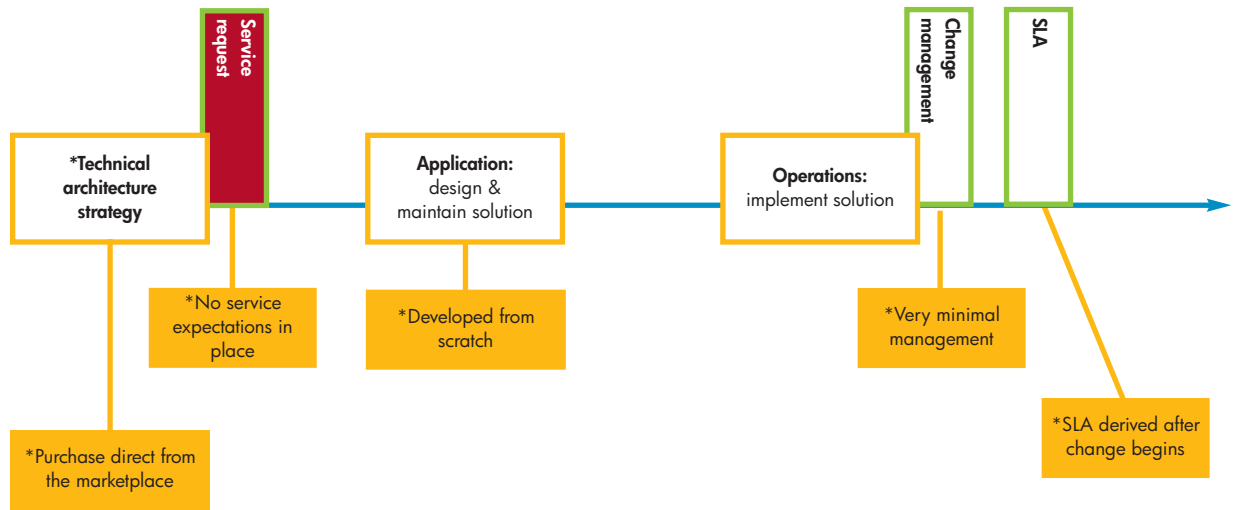 Service
request
Change
management
SLA
*Technical
architecture
strategy
Application:
design &
maintain solution
Operations:
implement solution
*No service
expectations in
place
*Developed from
scratch
*Very minimal
management
*Purchase direct from
the marketplace
*SLA derived after
change begins